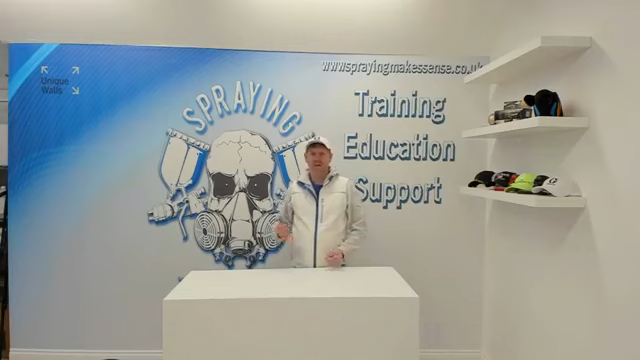 www.sprayingmakessense.co.uk
Unique
Walls
SPRAYING
Training
Education
Support